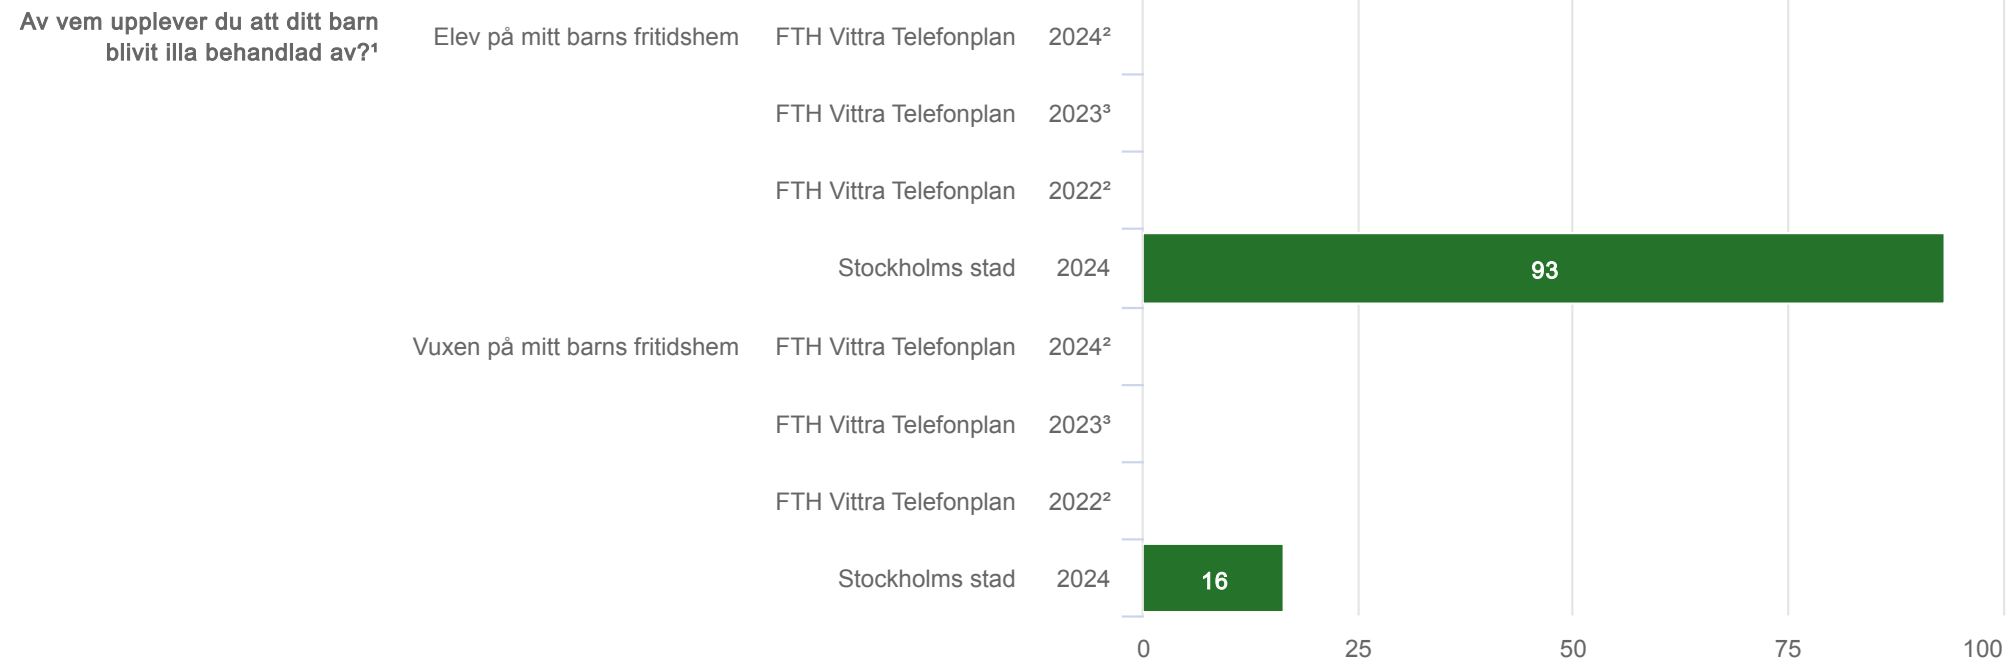 Av vem upplever du att ditt barn
blivit illa behandlad av?¹
Elev på mitt barns fritidshem FTH Vittra Telefonplan 2024²
FTH Vittra Telefonplan 2023³
FTH Vittra Telefonplan 2022²
Stockholms stad 2024 93
Vuxen på mitt barns fritidshem FTH Vittra Telefonplan 2024²
FTH Vittra Telefonplan 2023³
FTH Vittra Telefonplan 2022²
Stockholms stad 2024 16
0 25 50 75 100